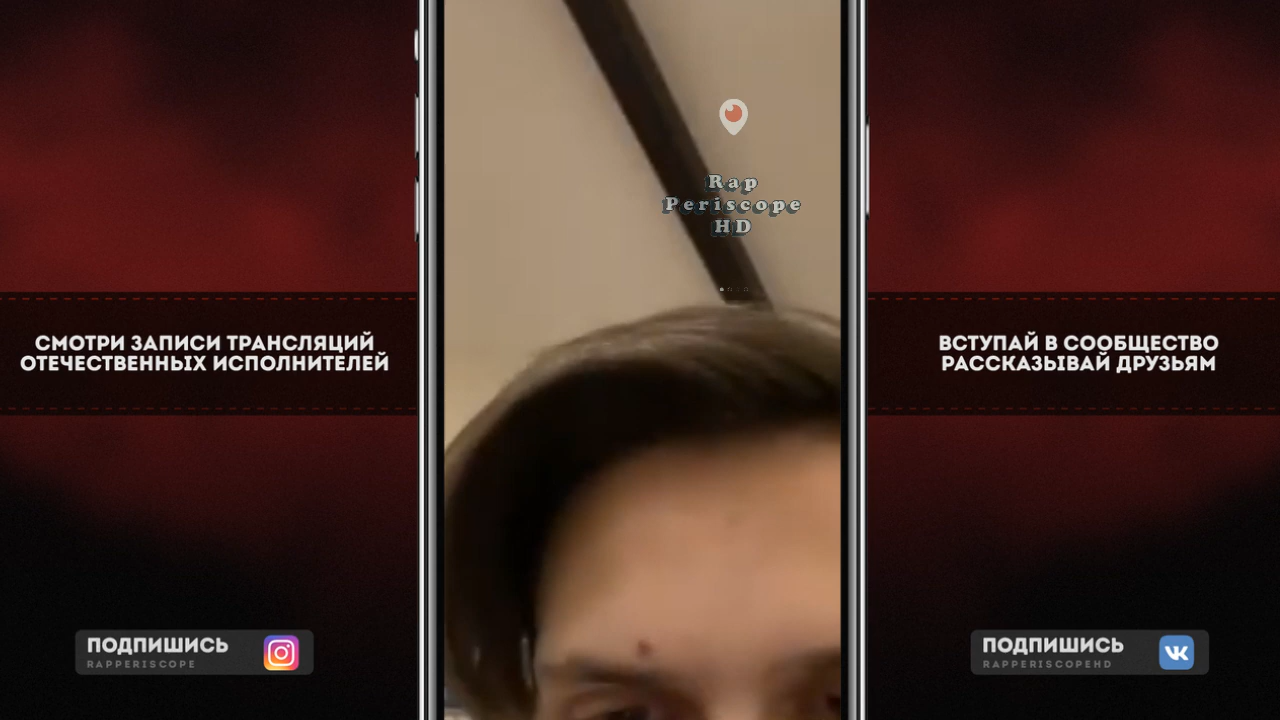 Rap
Periscope
HD
СМОТРИ ЗАПИСИ ТРАНСЛЯЦИЙ
ОТЕЧЕСТВЕННЫХ ИСПОЛНИТЕЛЕЙ
ВСТУПАЙ В СООБЩЕСТВО
РАССКАЗЫВАЙ ДРУЗЬЯМ
ПОДПИШИСЬ
RAPPERISCOPE
ПОДПИШИСЬ
RAPPERISCOPEHD